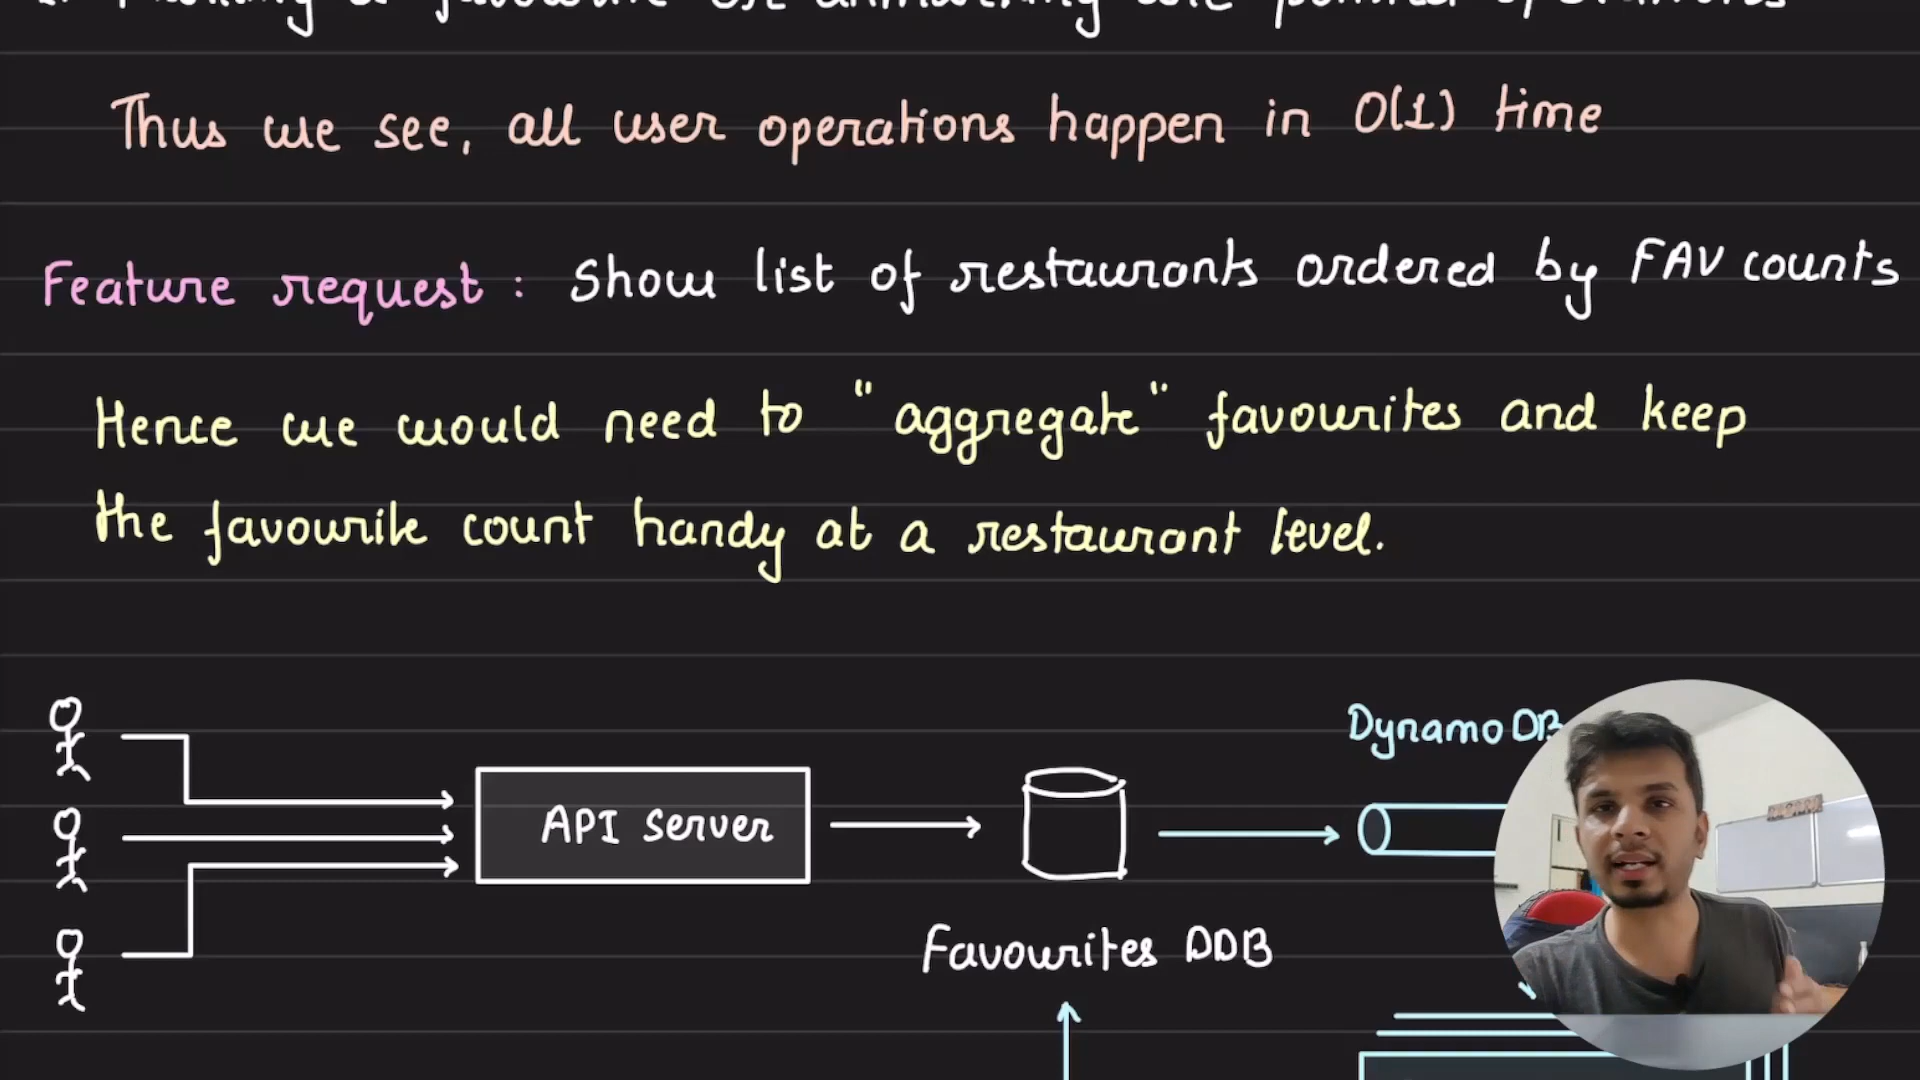 Thus we see, all user operations happen in O(1) time
Feature request : Show list of restaurants ordered by FAV counts
Hence we would need to "aggregate" favourites and keep
the favourite count handy at a restaurant level.
DynamoDB
API Server
Favourites DDB